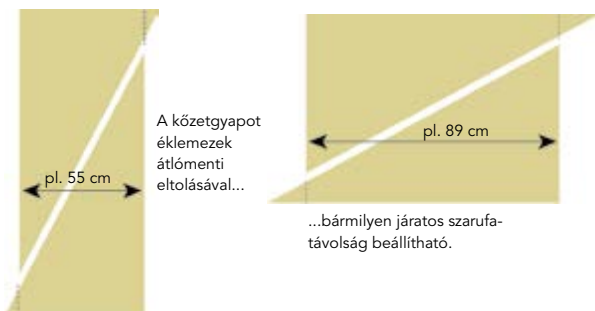 pl. 55 cm
A kőzetgyapot
éklemezek
átlómenti
eltolásával...
pl. 89 cm
...bármilyen járatos szarufa-
távolság beállítható.